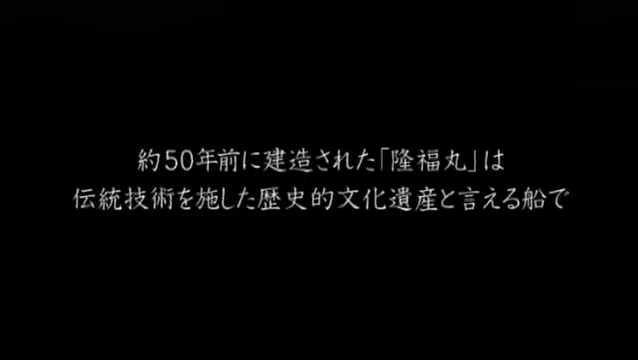 約50年前に建造された「隆福丸」は
伝統技術を施した歴史的文化遺産と言える船で